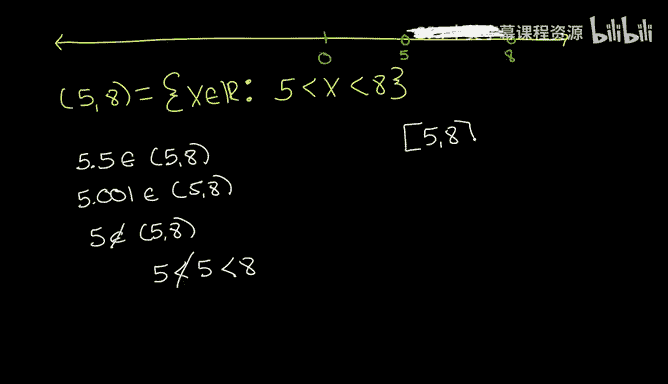 字幕课程资源 bilibili
0 5 8
(5,8) = {x∈ℝ: 5<x<8}
[5,8)
5.5 ∈ (5,8)
5.001 ∈ (5,8)
5 ∉ (5,8)
5 ≮ 5 < 8